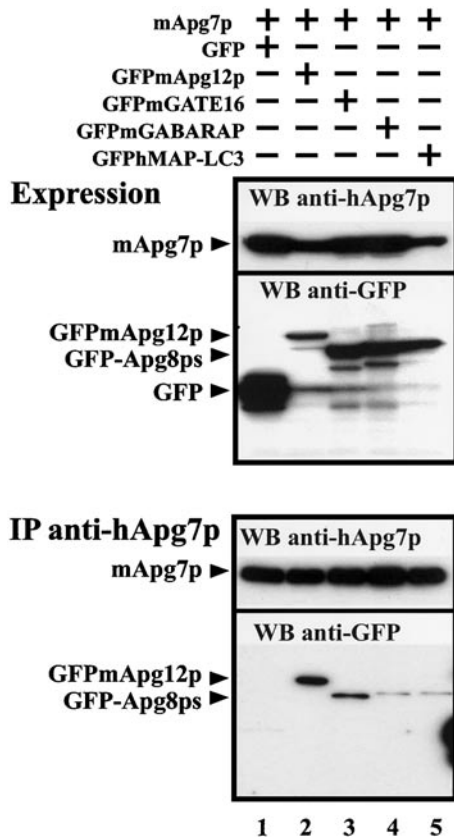 mApg7p + + + + +
GFP + − − − −
GFPmApg12p − + − − −
GFPmGATE16 − − + − −
GFPmGABARAP − − − + −
GFPhMAP-LC3 − − − − +
Expression
WB anti-hApg7p
mApg7p
WB anti-GFP
GFPmApg12p
GFP-Apg8ps
GFP
IP anti-hApg7p
WB anti-hApg7p
mApg7p
WB anti-GFP
GFPmApg12p
GFP-Apg8ps
1 2 3 4 5